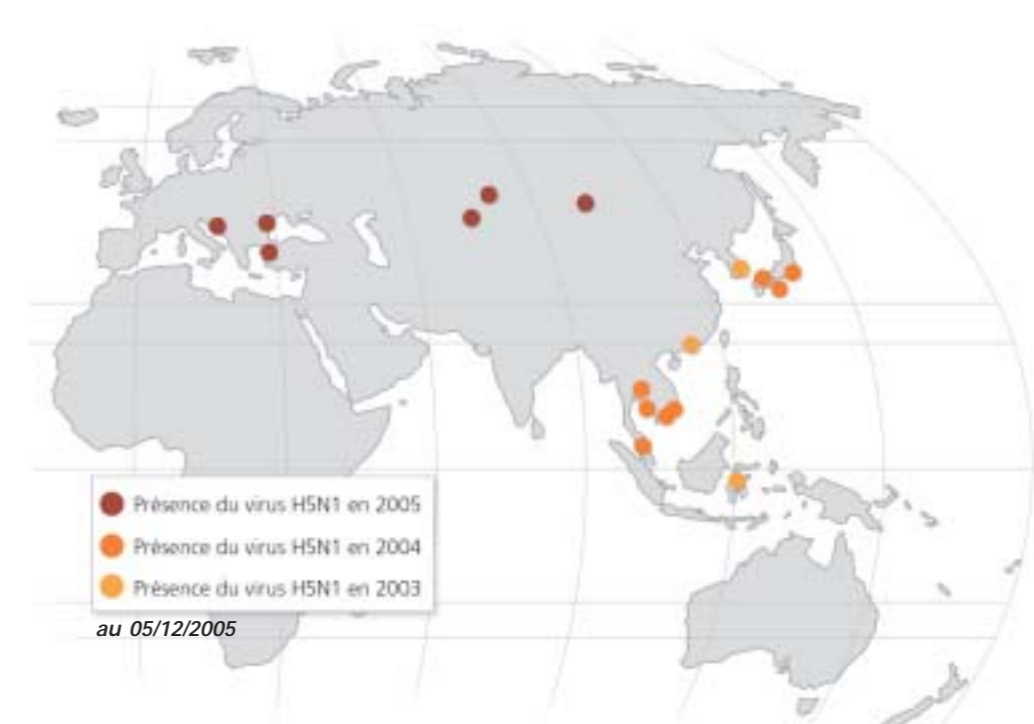 Présence du virus H5N1 en 2005
Présence du virus H5N1 en 2004
Présence du virus H5N1 en 2003
au 05/12/2005